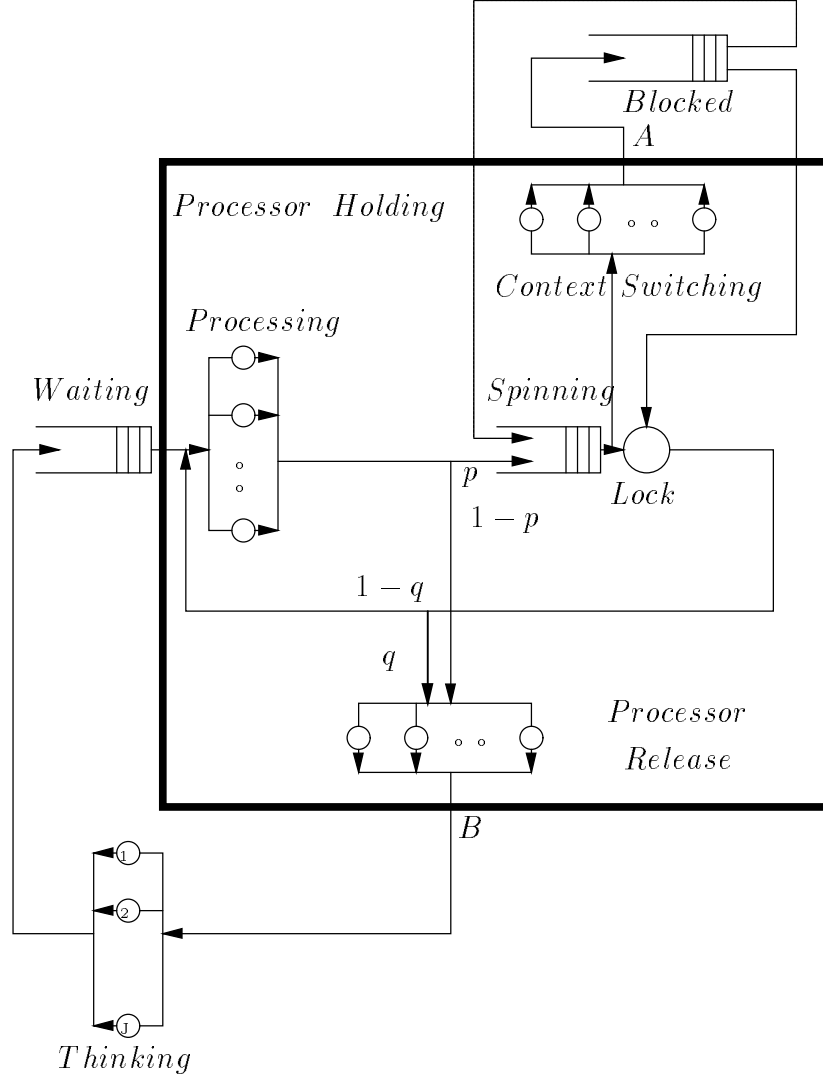 Blocked
A
Processor Holding
Context Switching
Processing
Waiting
Spinning
p
Lock
1 − p
1 − q
q
Processor
Release
B
1
2
J
Thinking